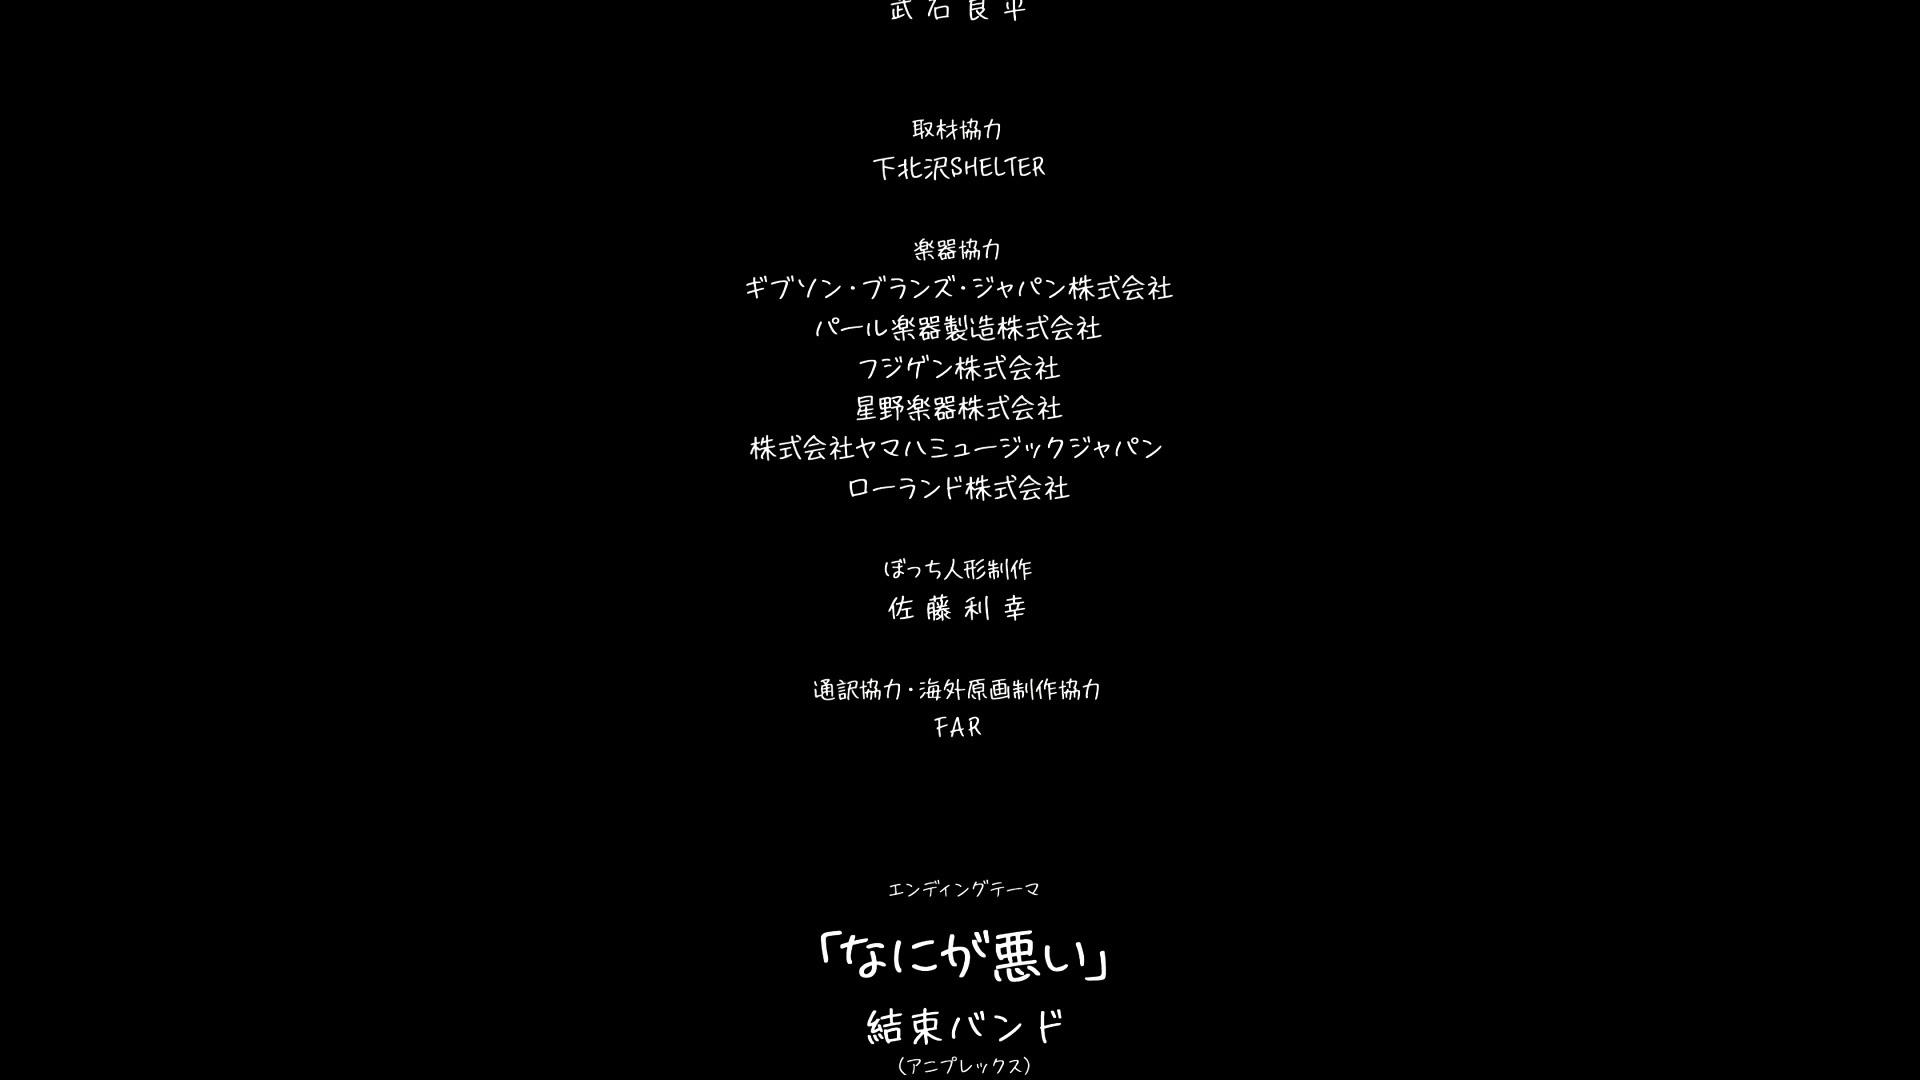 武石良平
取材協力
下北沢SHELTER
楽器協力
ギブソン・ブランズ・ジャパン株式会社
パール楽器製造株式会社
フジゲン株式会社
星野楽器株式会社
株式会社ヤマハミュージックジャパン
ローランド株式会社
ぼっち人形制作
佐藤利幸
通訳協力・海外原画制作協力
FAR
エンディングテーマ
「なにが悪い」
結束バンド
(アニプレックス)